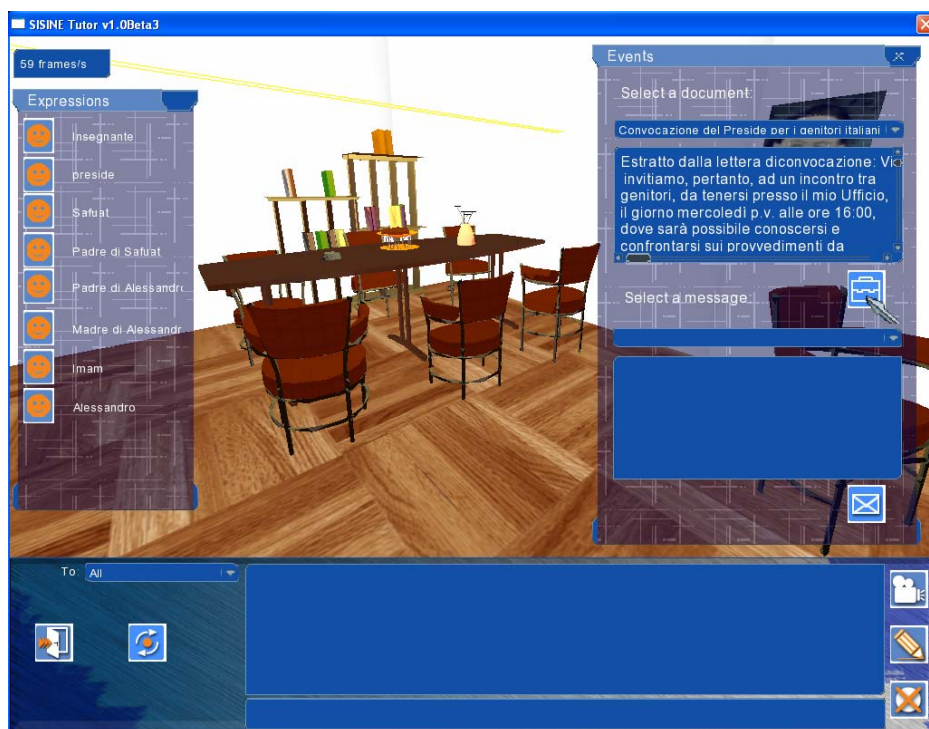 SISINE Tutor v1.0Beta3
59 frames/s
Expressions
Insegnante
preside
Safuat
Padre di Safuat
Padre di Alessandr
Madre di Alessandr
Imam
Alessandro
Events
Select a document:
Convocazione del Preside per i genitori italiani
Estratto dalla lettera diconvocazione: Vi
invitiamo, pertanto, ad un incontro tra
genitori, da tenersi presso il mio Ufficio,
il giorno mercoledì p.v. alle ore 16:00,
dove sarà possibile conoscersi e
confrontarsi sui provvedimenti da
Select a message:
To: All